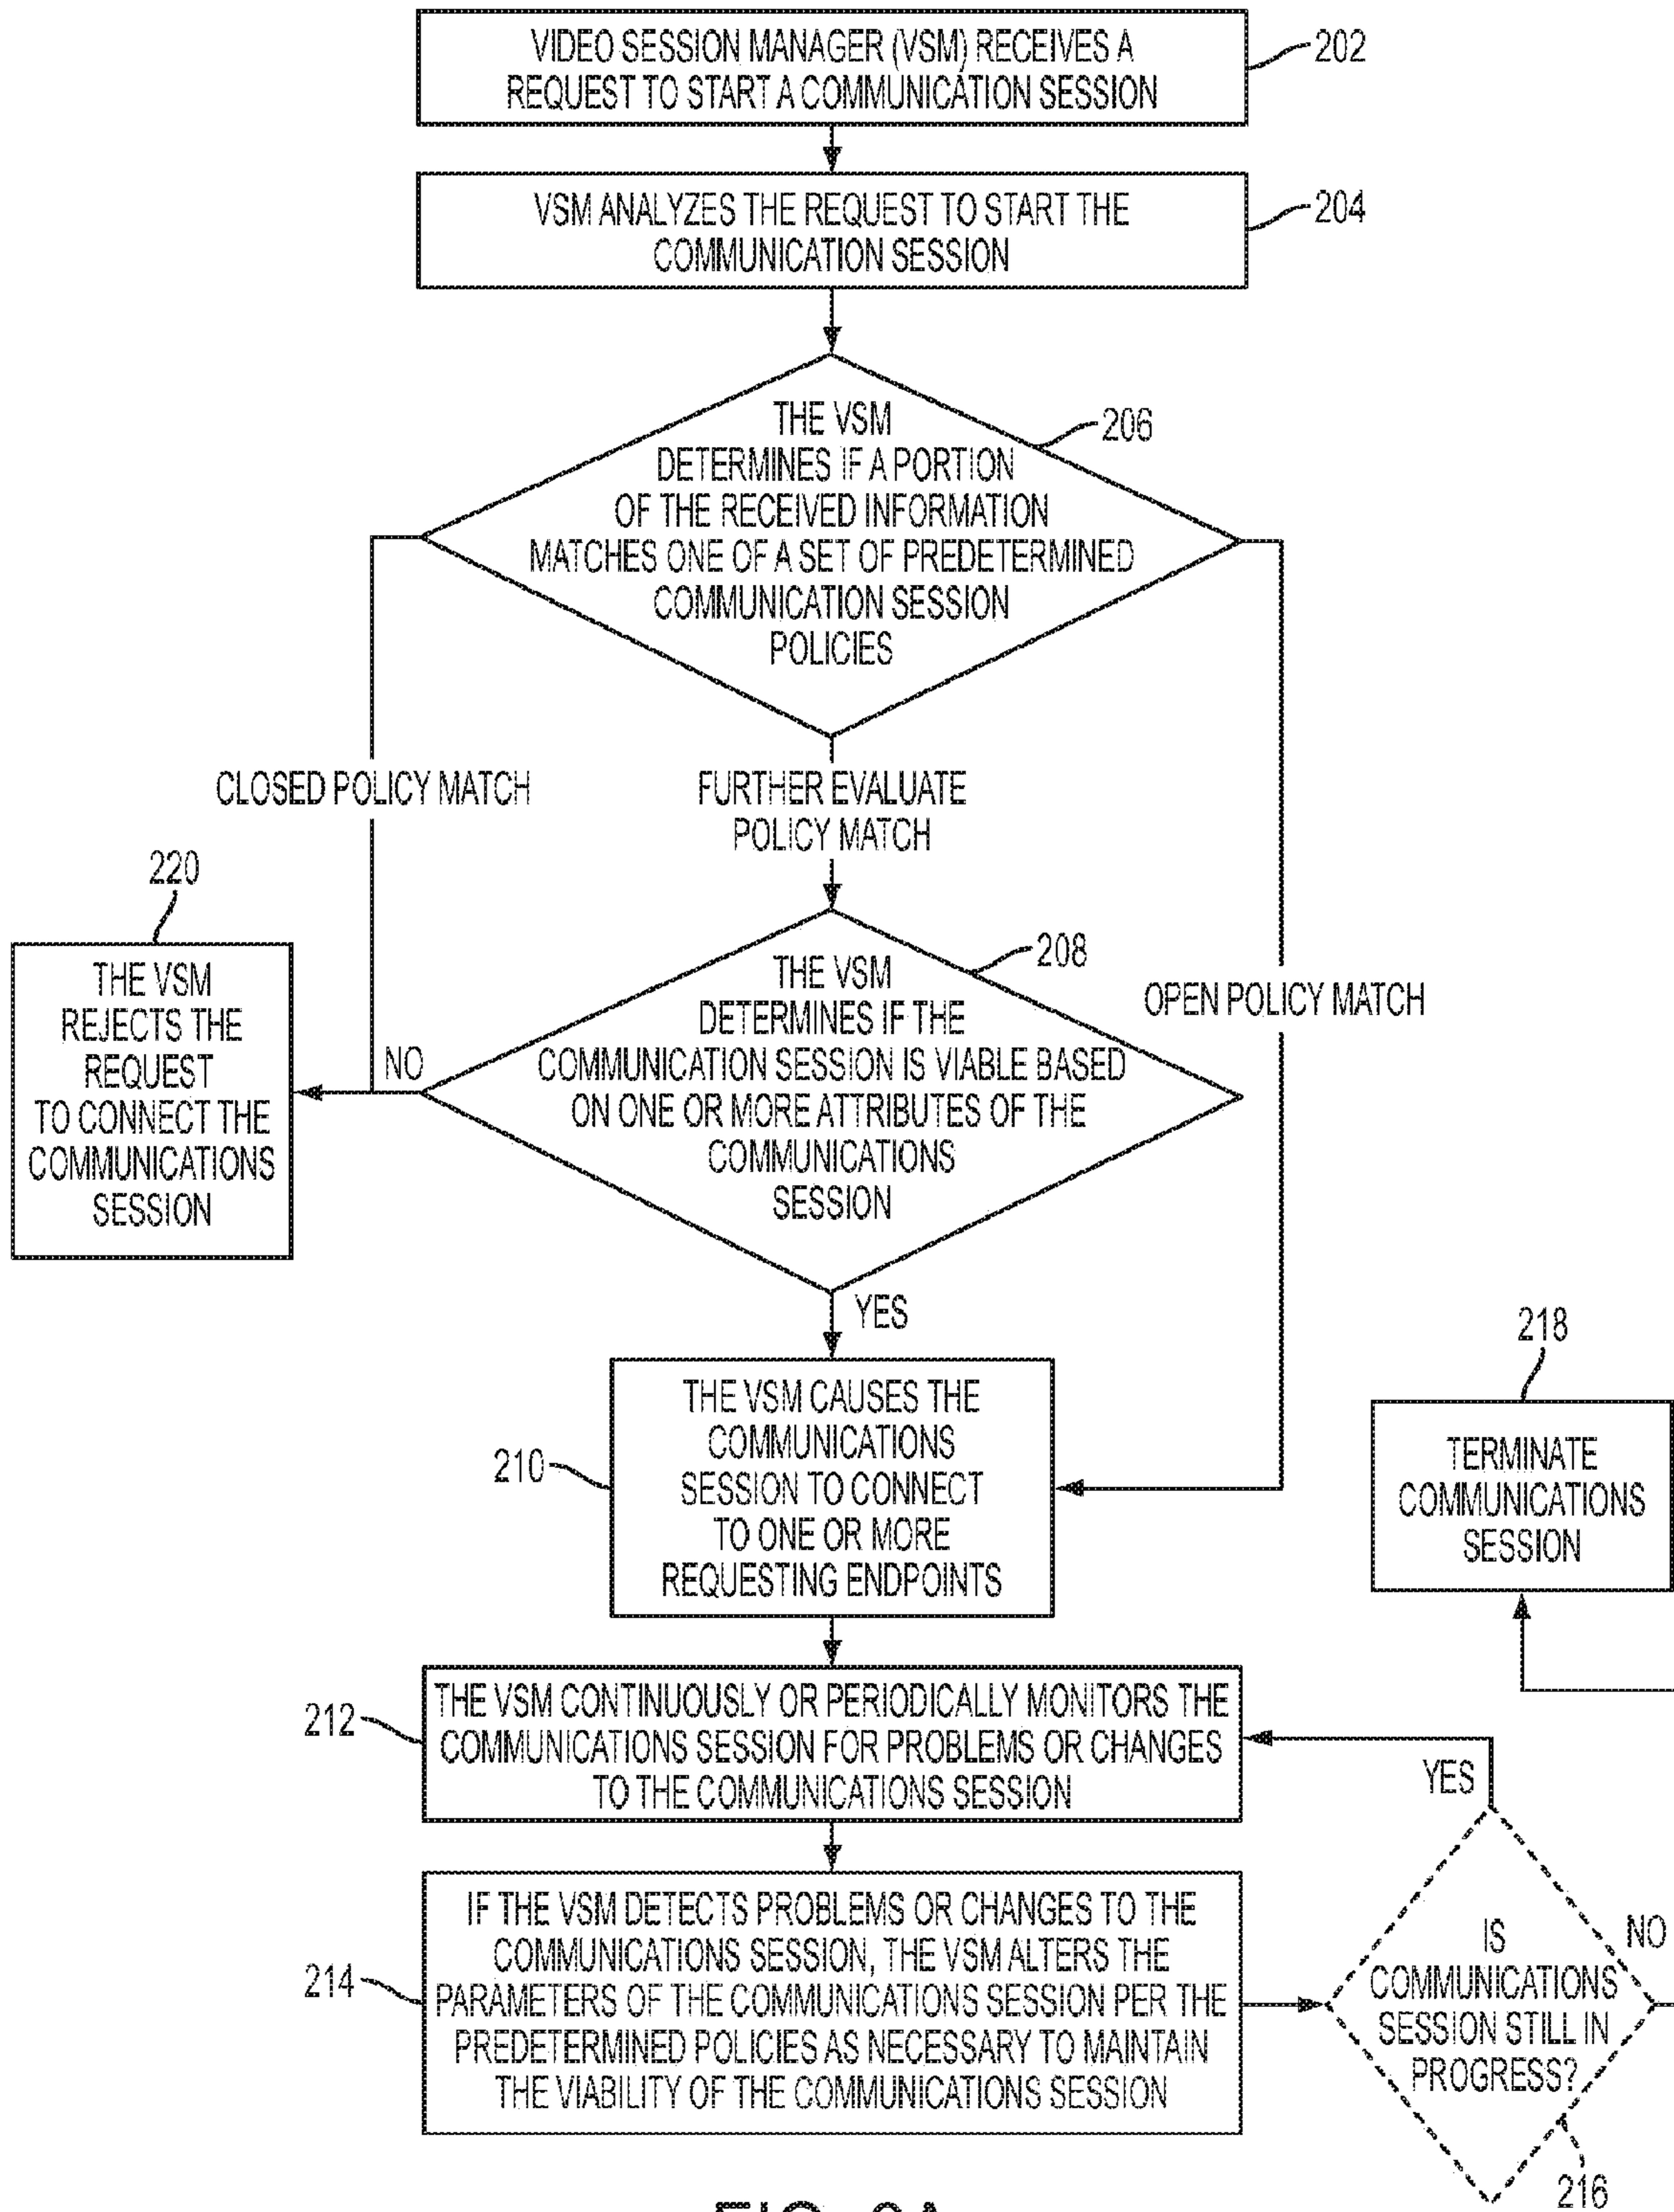 VIDEO SESSION MANAGER (VSM) RECEIVES A
REQUEST TO START A COMMUNICATION SESSION
202
VSM ANALYZES THE REQUEST TO START THE
COMMUNICATION SESSION
204
THE VSM
DETERMINES IF A PORTION
OF THE RECEIVED INFORMATION
MATCHES ONE OF A SET OF PREDETERMINED
COMMUNICATION SESSION
POLICIES
206
CLOSED POLICY MATCH
FURTHER EVALUATE
POLICY MATCH
OPEN POLICY MATCH
220
THE VSM
REJECTS THE
REQUEST
TO CONNECT THE
COMMUNICATIONS
SESSION
NO
THE VSM
DETERMINES IF THE
COMMUNICATION SESSION IS VIABLE BASED
ON ONE OR MORE ATTRIBUTES OF THE
COMMUNICATIONS
SESSION
208
YES
210
THE VSM CAUSES THE
COMMUNICATIONS
SESSION TO CONNECT
TO ONE OR MORE
REQUESTING ENDPOINTS
218
TERMINATE
COMMUNICATIONS
SESSION
212
THE VSM CONTINUOUSLY OR PERIODICALLY MONITORS THE
COMMUNICATIONS SESSION FOR PROBLEMS OR CHANGES
TO THE COMMUNICATIONS SESSION
YES
214
IF THE VSM DETECTS PROBLEMS OR CHANGES TO THE
COMMUNICATIONS SESSION, THE VSM ALTERS THE
PARAMETERS OF THE COMMUNICATIONS SESSION PER THE
PREDETERMINED POLICIES AS NECESSARY TO MAINTAIN
THE VIABILITY OF THE COMMUNICATIONS SESSION
IS
COMMUNICATIONS
SESSION STILL IN
PROGRESS?
NO
216